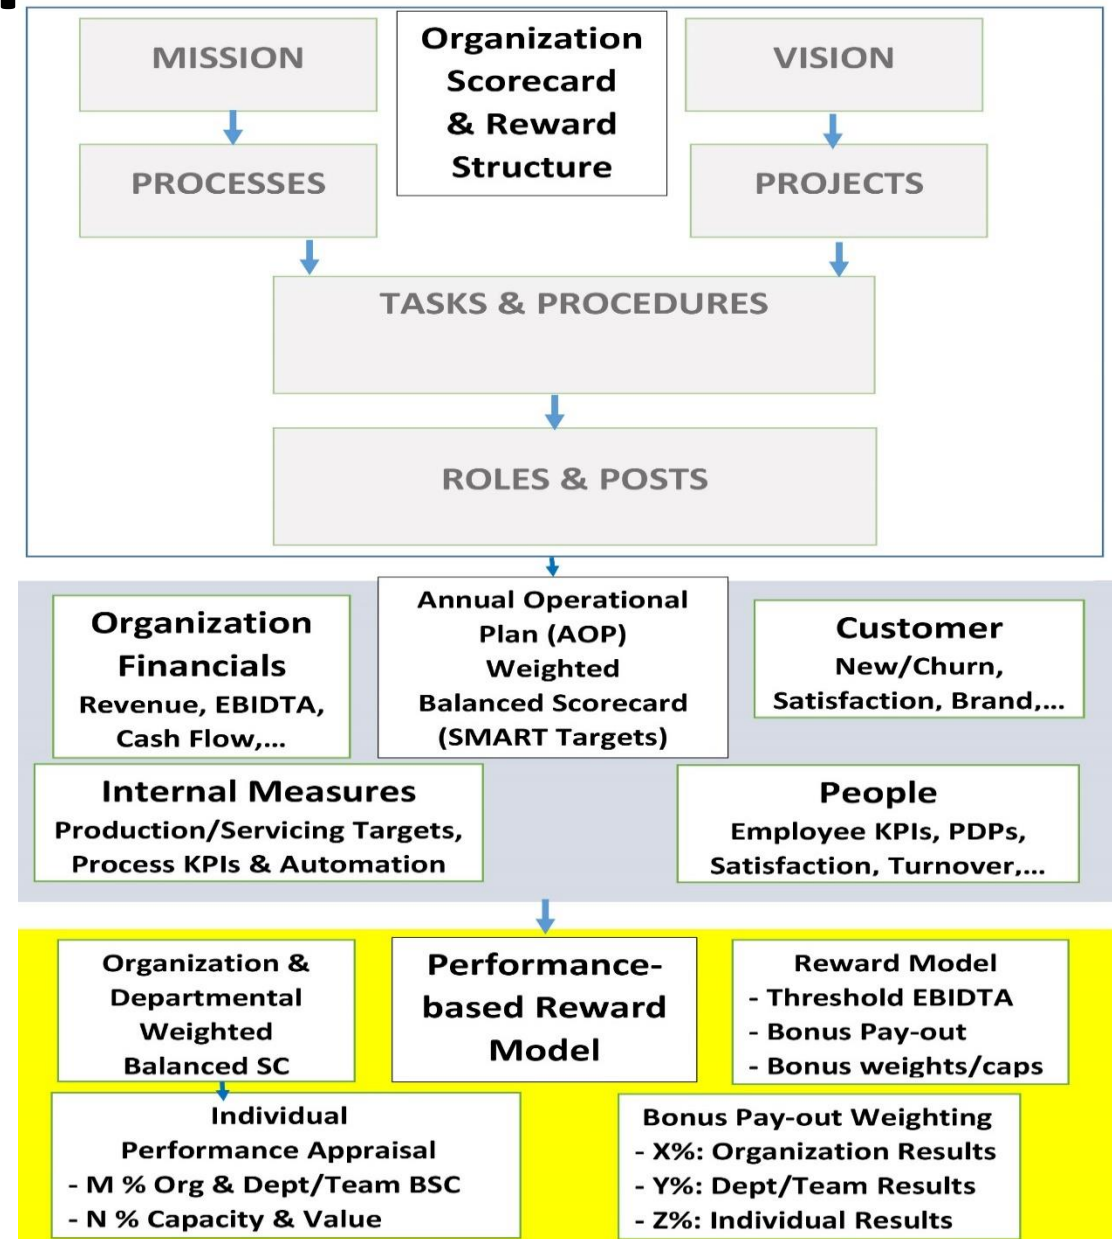 MISSION
Organization
Scorecard
& Reward
Structure
VISION
PROCESSES
PROJECTS
TASKS & PROCEDURES
ROLES & POSTS
Organization
Financials
Revenue, EBIDTA,
Cash Flow,...
Annual Operational
Plan (AOP)
Weighted
Balanced Scorecard
(SMART Targets)
Customer
New/Churn,
Satisfaction, Brand,...
Internal Measures
Production/Servicing Targets,
Process KPIs & Automation
People
Employee KPIs, PDPs,
Satisfaction, Turnover,...
Organization &
Departmental
Weighted
Balanced SC
Performance-
based Reward
Model
Reward Model
- Threshold EBIDTA
- Bonus Pay-out
- Bonus weights/caps
Individual
Performance Appraisal
- M % Org & Dept/Team BSC
- N % Capacity & Value
Bonus Pay-out Weighting
- X%: Organization Results
- Y%: Dept/Team Results
- Z%: Individual Results